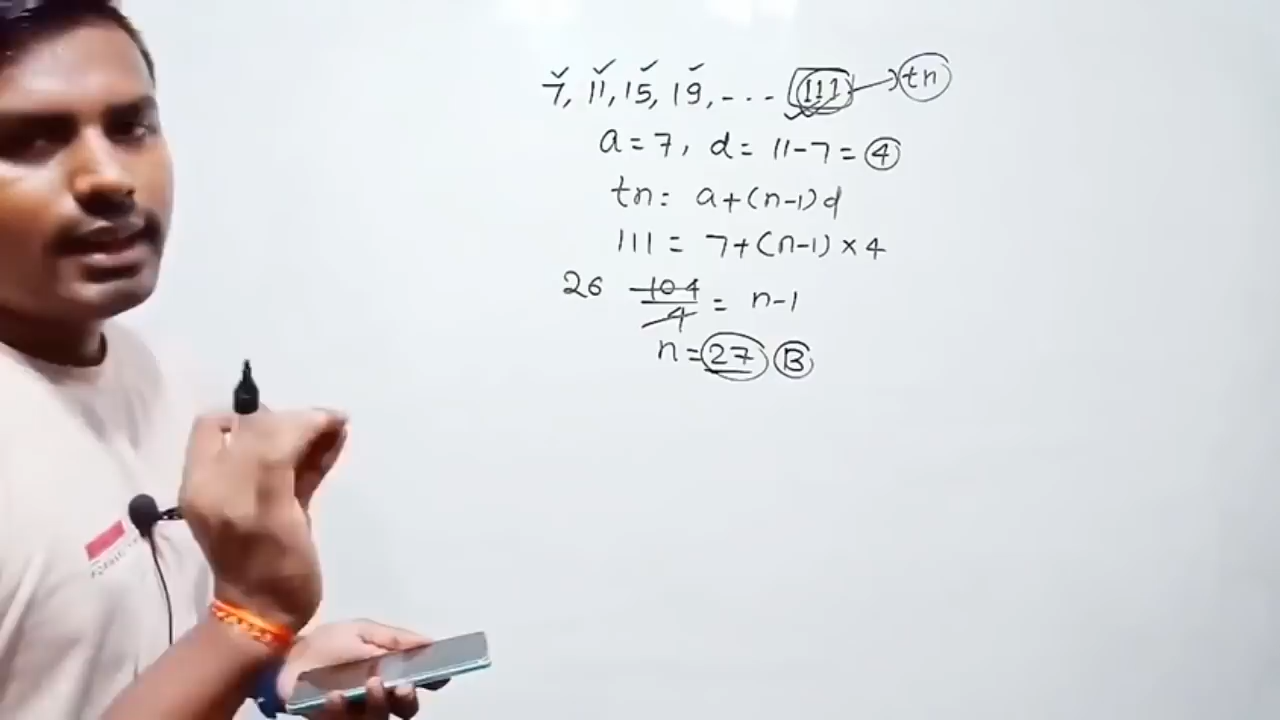 7, 11, 15, 19, --- 111 → tn
a = 7, d = 11-7 = 4
tn = a+(n-1)d
111 = 7+(n-1)×4
26 104/4 = n-1
n = 27 B